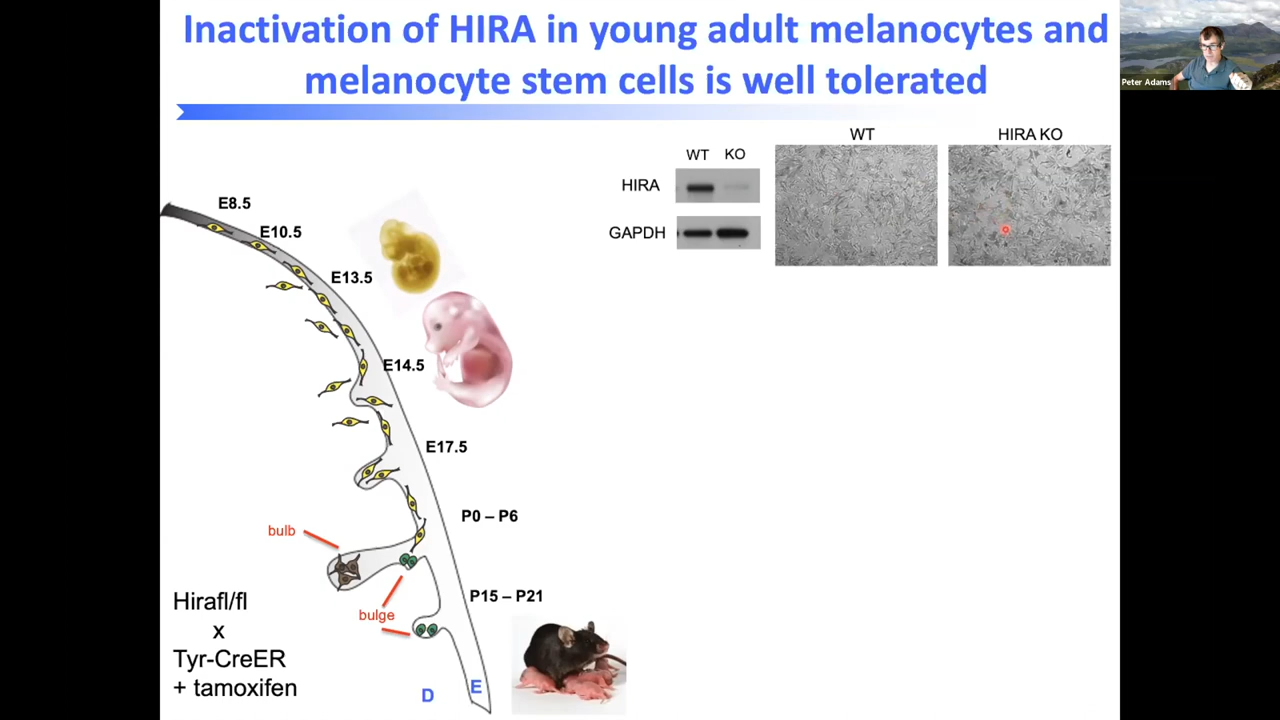 Inactivation of HIRA in young adult melanocytes and
melanocyte stem cells is well tolerated
Peter Adams
WT
HIRA KO
WT KO
HIRA
GAPDH
E8.5
E10.5
E13.5
E14.5
E17.5
P0 – P6
bulb
P15 – P21
bulge
Hirafl/fl
x
Tyr-CreER
+ tamoxifen
D
E